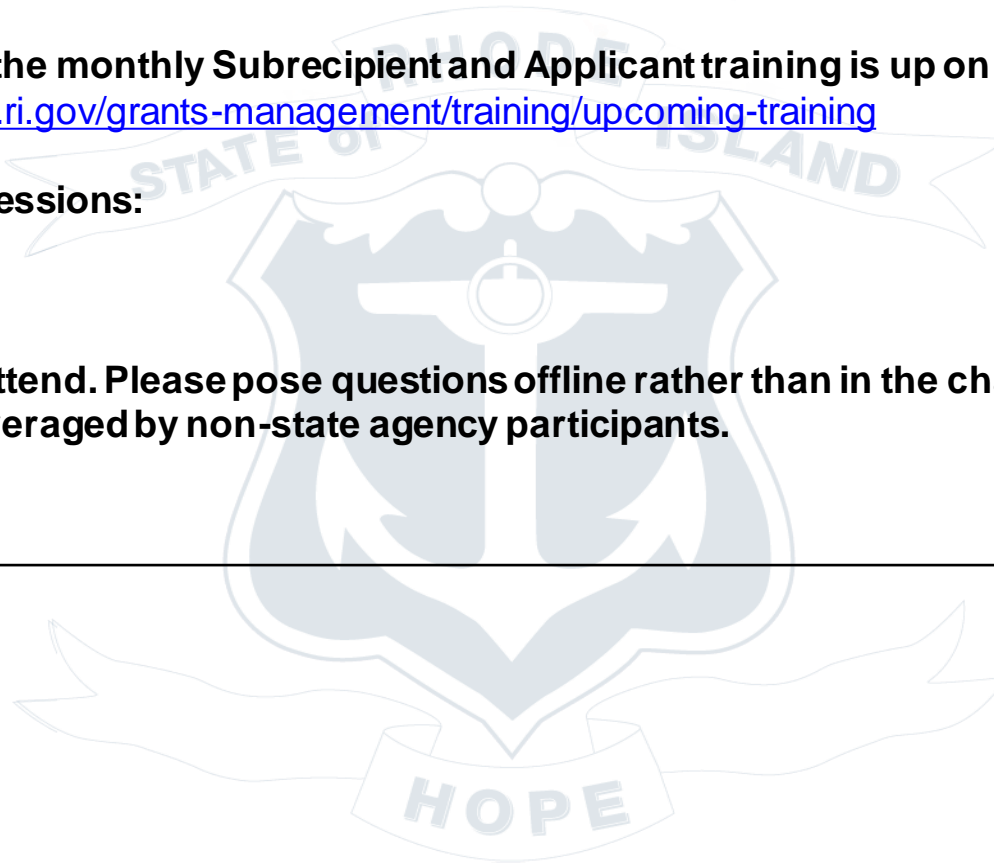 RHODE
the monthly Subrecipient and Applicant training is up on
.ri.gov/grants-management/training/upcoming-training
STATE of ISLAND
essions:
ttend. Please pose questions offline rather than in the ch
veraged by non-state agency participants.
HOPE